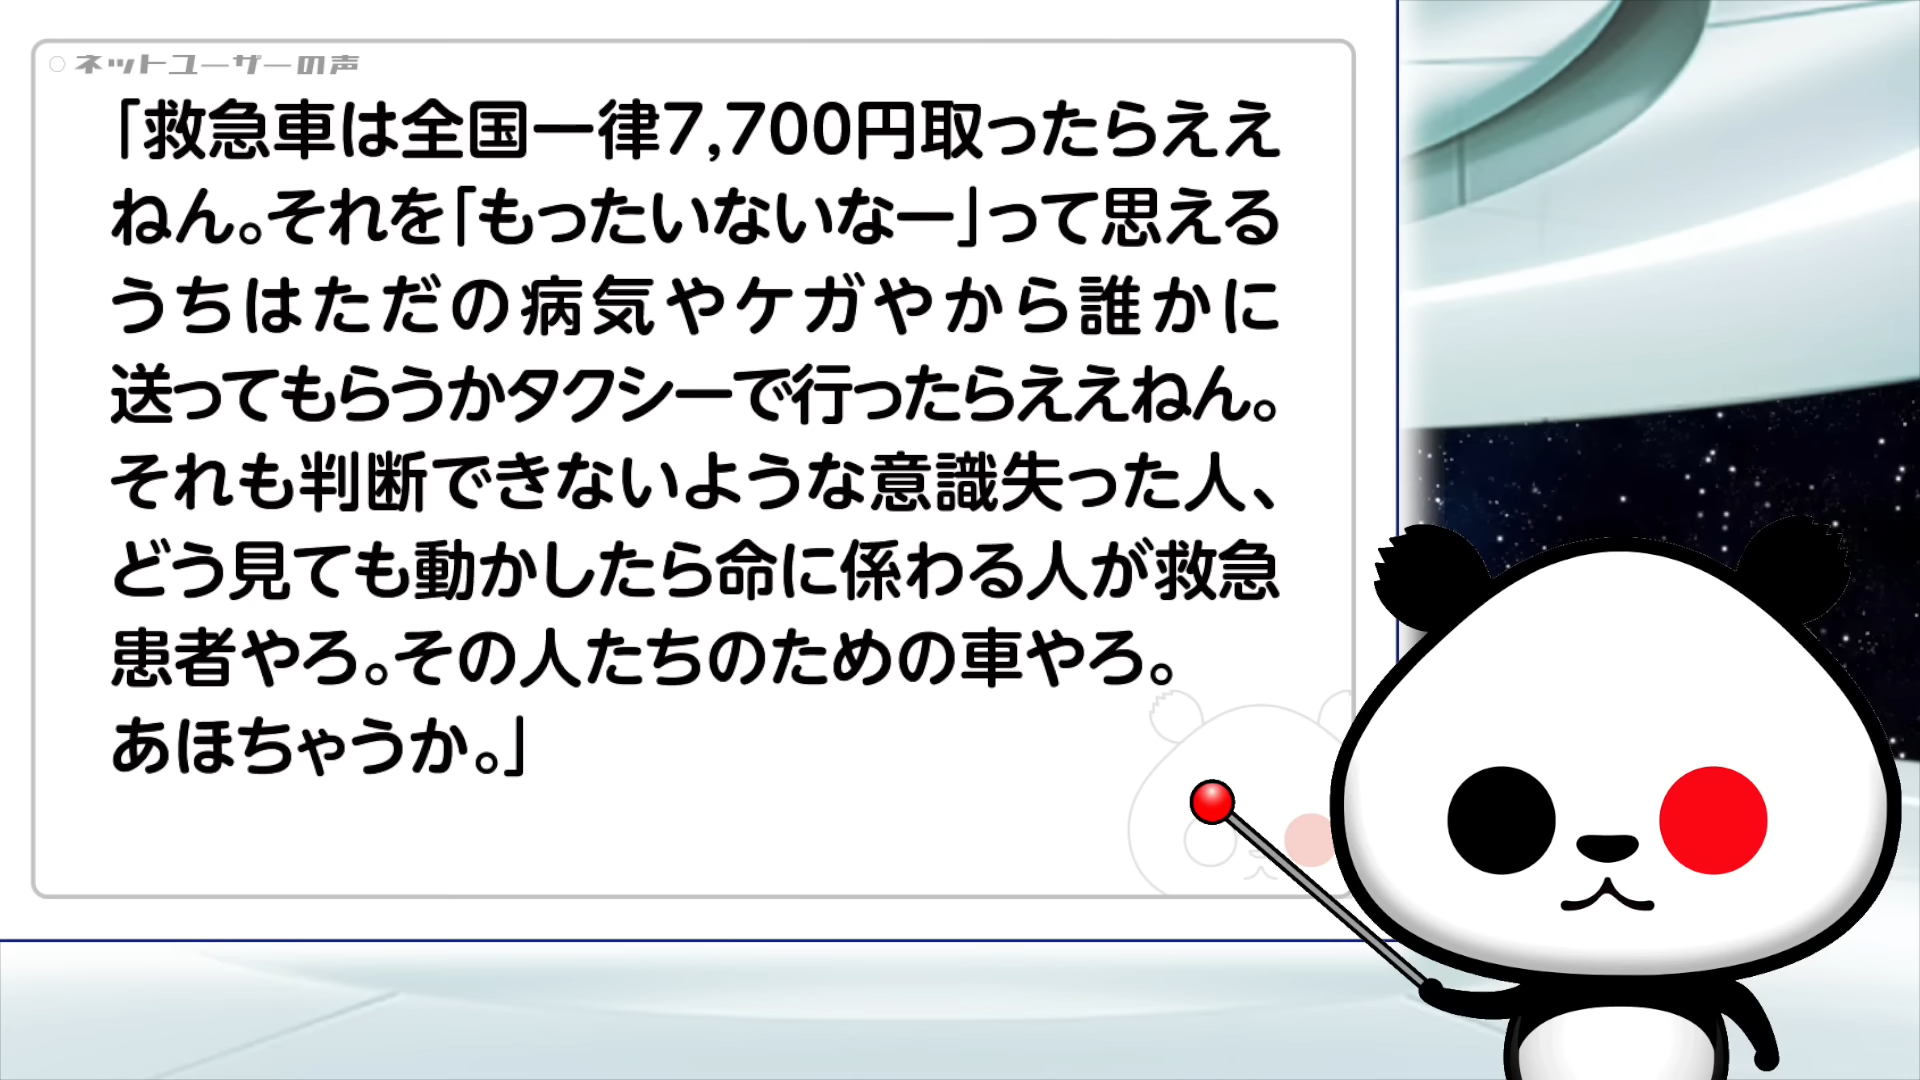 ネットユーザーの声
「救急車は全国一律7,700円取ったらええ
ねん。それを「もったいないなー」って思える
うちはただの病気やケガやから誰かに
送ってもらうかタクシーで行ったらええねん。
それも判断できないような意識失った人、
どう見ても動かしたら命に係わる人が救急
患者やろ。その人たちのための車やろ。
あほちゃうか。」